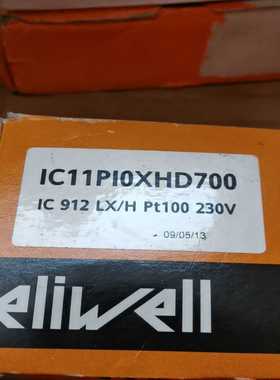 IC11PI0XHD700
IC 912 LX/H Pt100 230V
- 09/05/13
eliwell